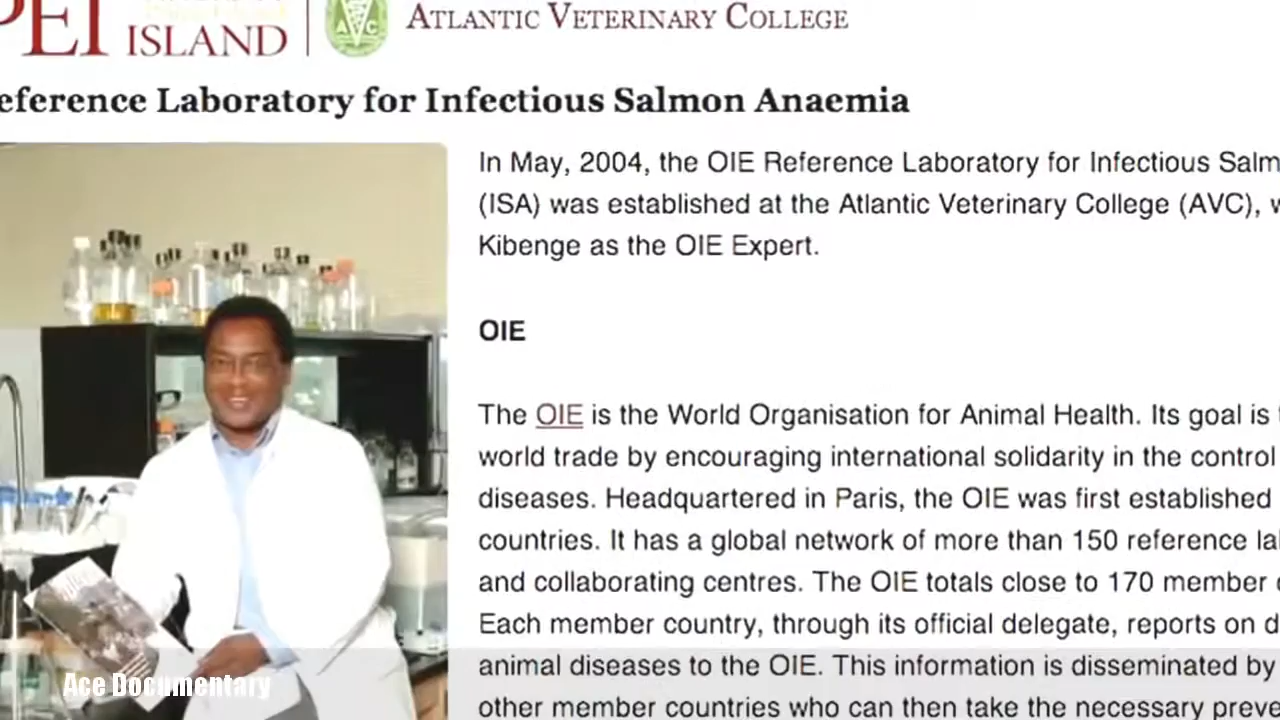 PEI
ISLAND
AVC
ATLANTIC VETERINARY COLLEGE
eference Laboratory for Infectious Salmon Anaemia
In May, 2004, the OIE Reference Laboratory for Infectious Salm
(ISA) was established at the Atlantic Veterinary College (AVC), w
Kibenge as the OIE Expert.
OIE
The OIE is the World Organisation for Animal Health. Its goal is
world trade by encouraging international solidarity in the control
diseases. Headquartered in Paris, the OIE was first established
countries. It has a global network of more than 150 reference la
and collaborating centres. The OIE totals close to 170 member
Each member country, through its official delegate, reports on d
animal diseases to the OIE. This information is disseminated by
other member countries who can then take the necessary preve
Ace Documentary